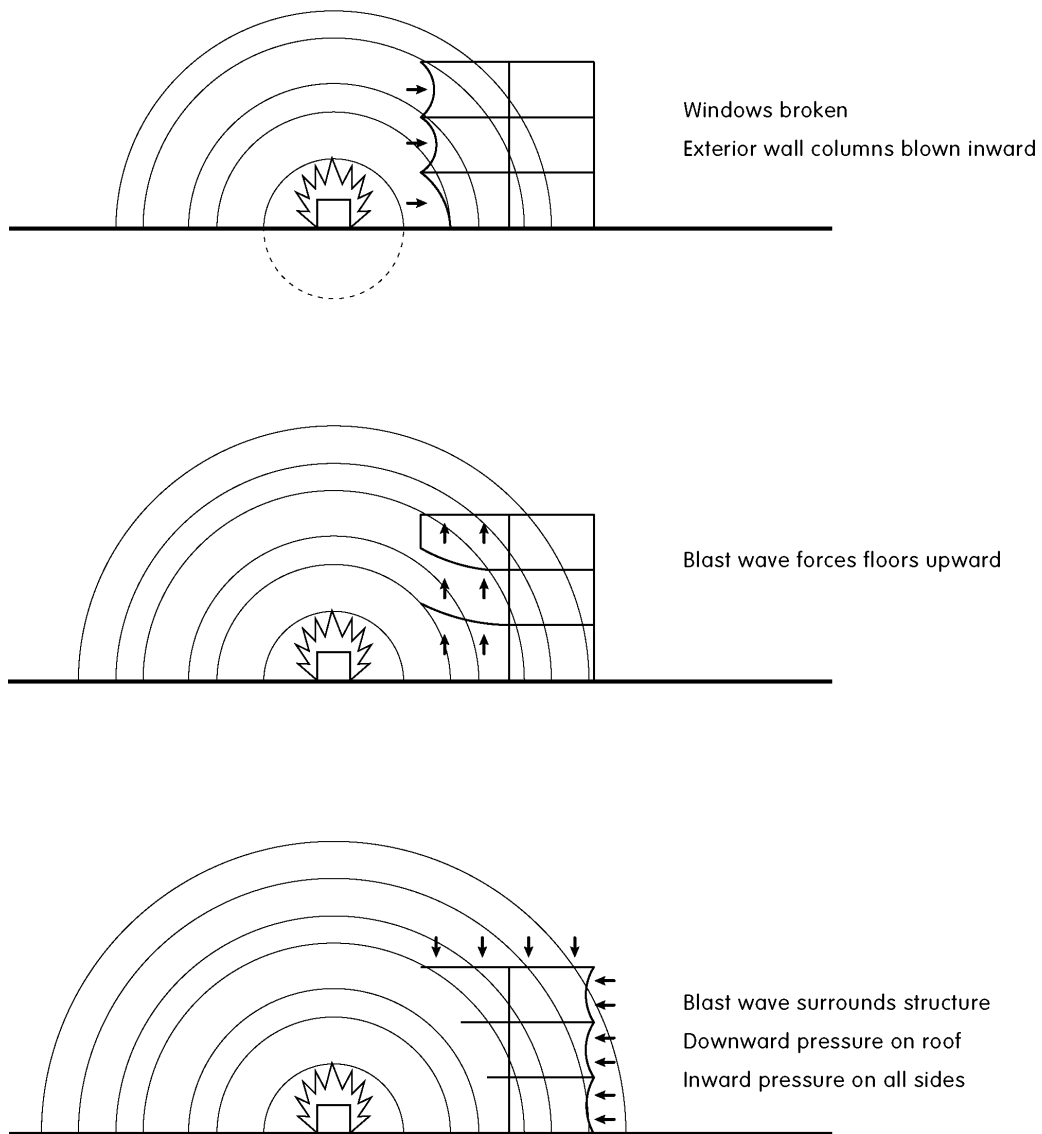 Windows broken
Exterior wall columns blown inward
Blast wave forces floors upward
Blast wave surrounds structure
Downward pressure on roof
Inward pressure on all sides